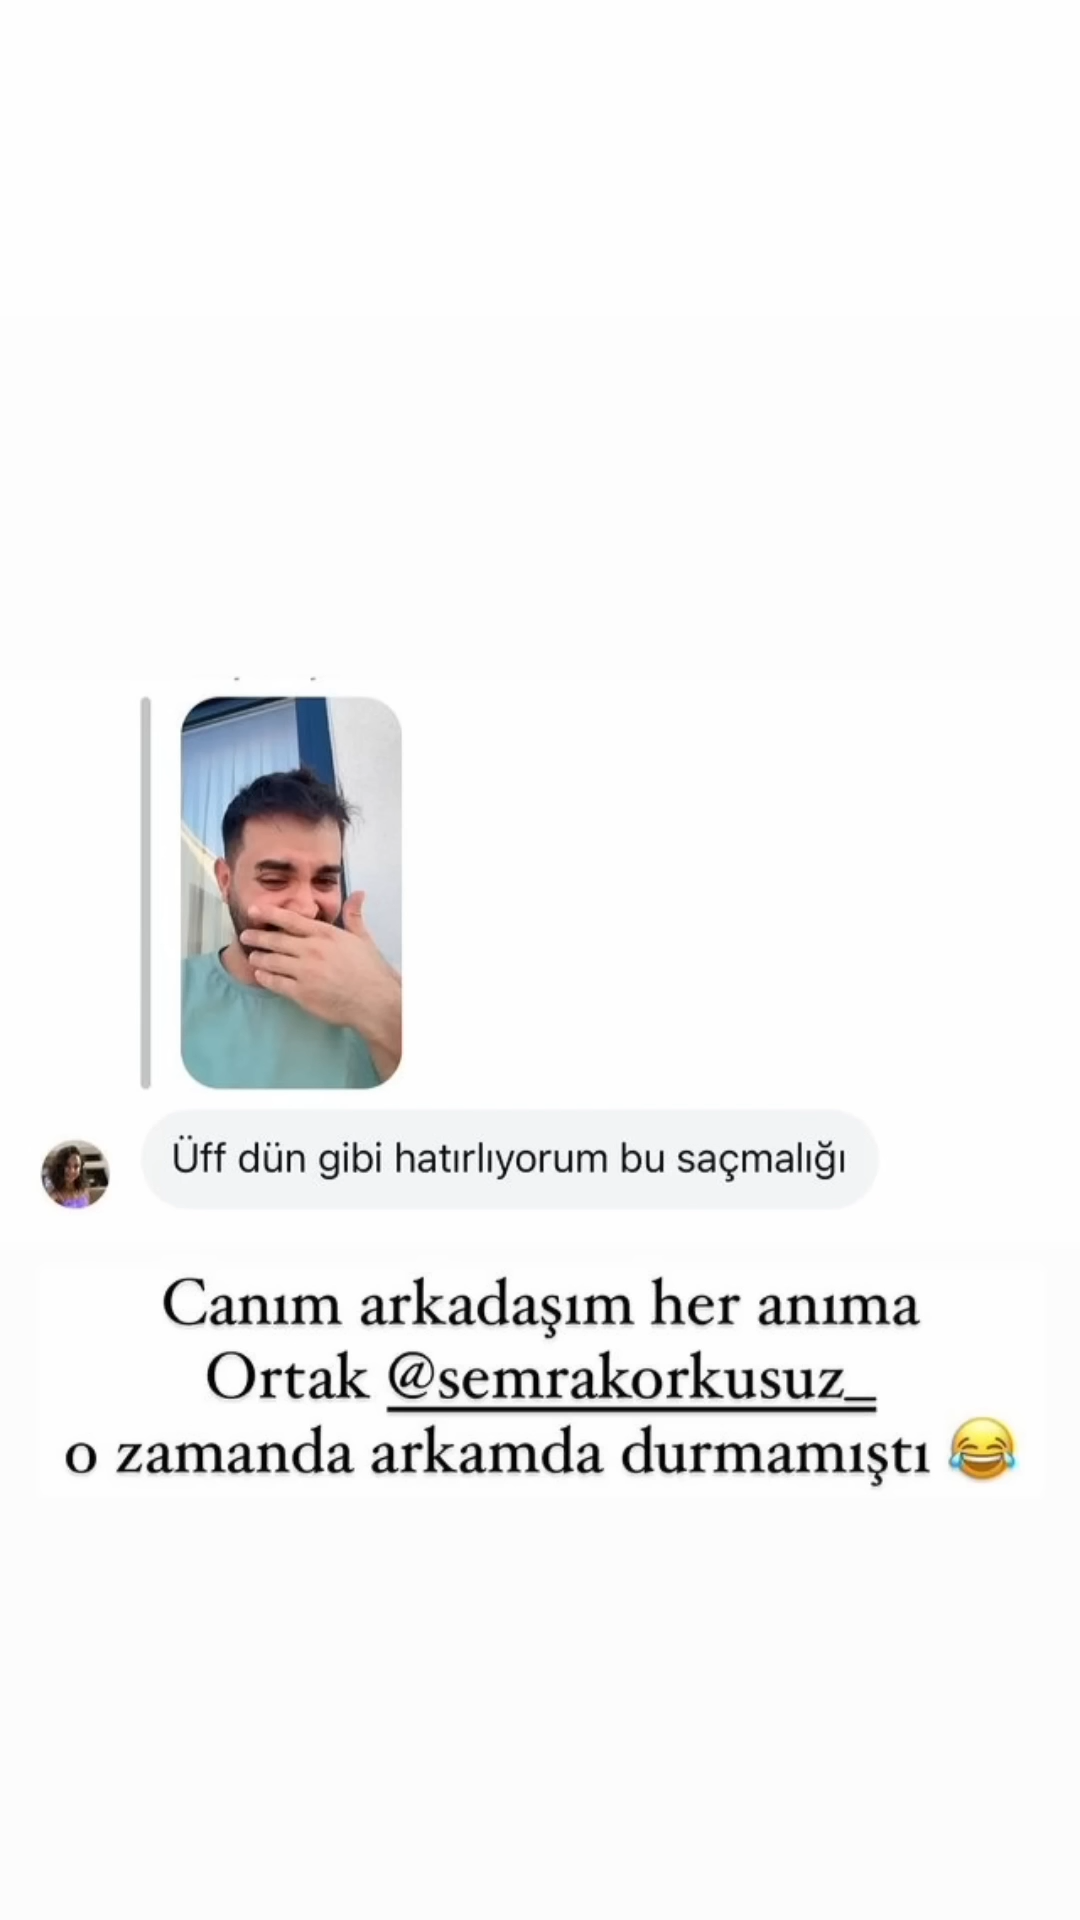 Üff dün gibi hatırlıyorum bu saçmalığı
Canım arkadaşım her anıma
Ortak @semrakorkusuz_
o zamanda arkamda durmamıştı 😂